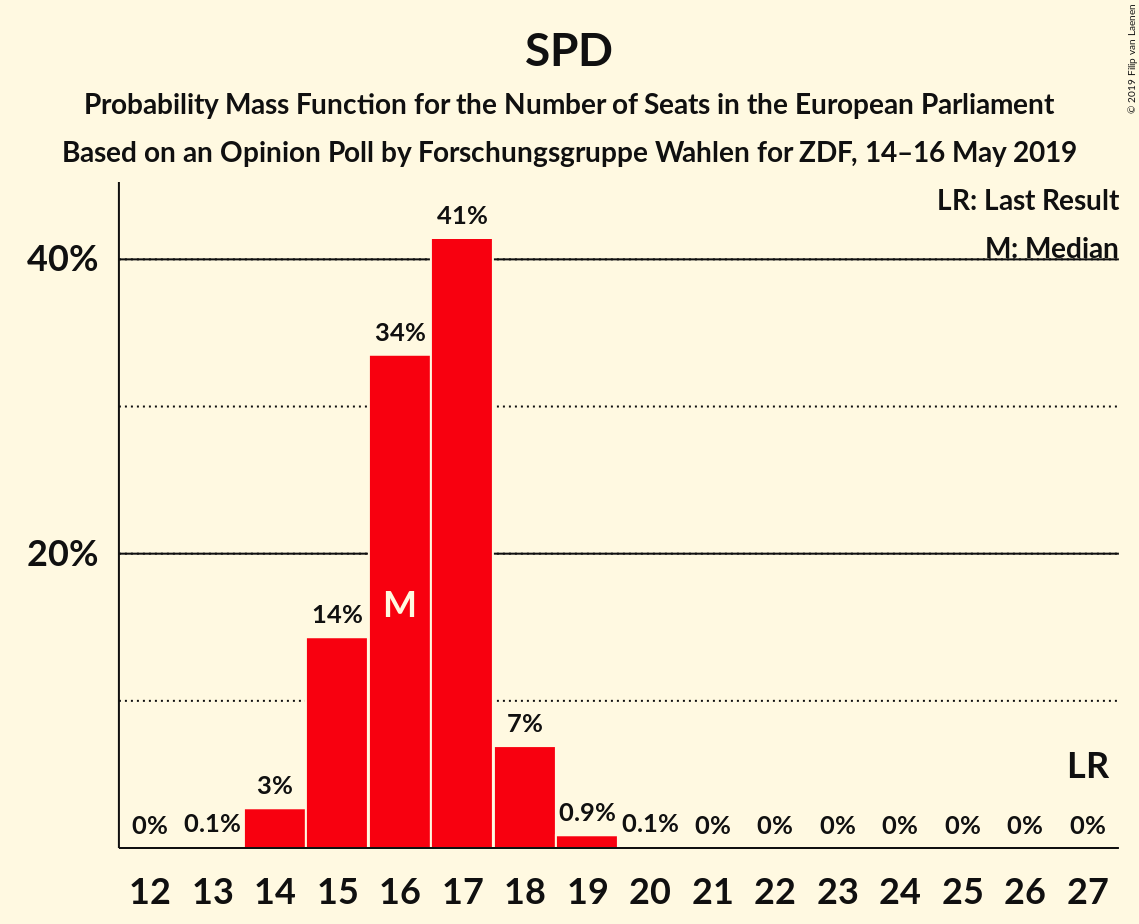 SPD
Probability Mass Function for the Number of Seats in the European Parliament
Based on an Opinion Poll by Forschungsgruppe Wahlen for ZDF, 14–16 May 2019
© 2019 Filip van Laenen
LR: Last Result
M: Median
40%
20%
0% 0.1% 3% 14% 34% 41% 7% 0.9% 0.1% 0% 0% 0% 0% 0% 0% 0%
M
LR
12 13 14 15 16 17 18 19 20 21 22 23 24 25 26 27